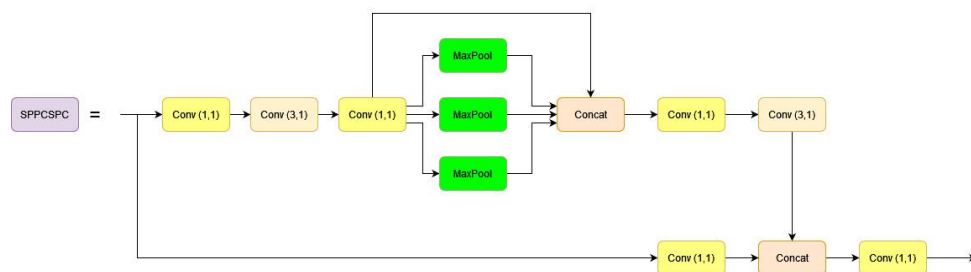 MaxPool
SPPCSPC = Conv (1,1) Conv (3,1) Conv (1,1) MaxPool Concat Conv (1,1) Conv (3,1)
MaxPool
Conv (1,1) Concat Conv (1,1)